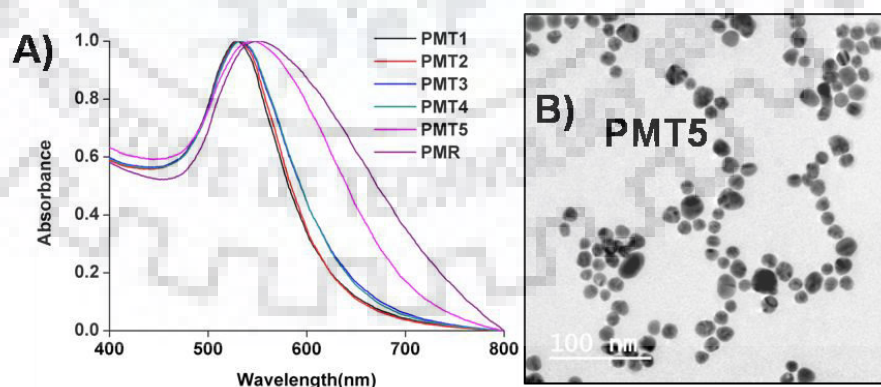 A)
Absorbance
1.0
0.8
0.6
0.4
0.2
0.0
400
500
600
700
800
Wavelength(nm)
PMT1
PMT2
PMT3
PMT4
PMT5
PMR
B)
PMT5
100 nm